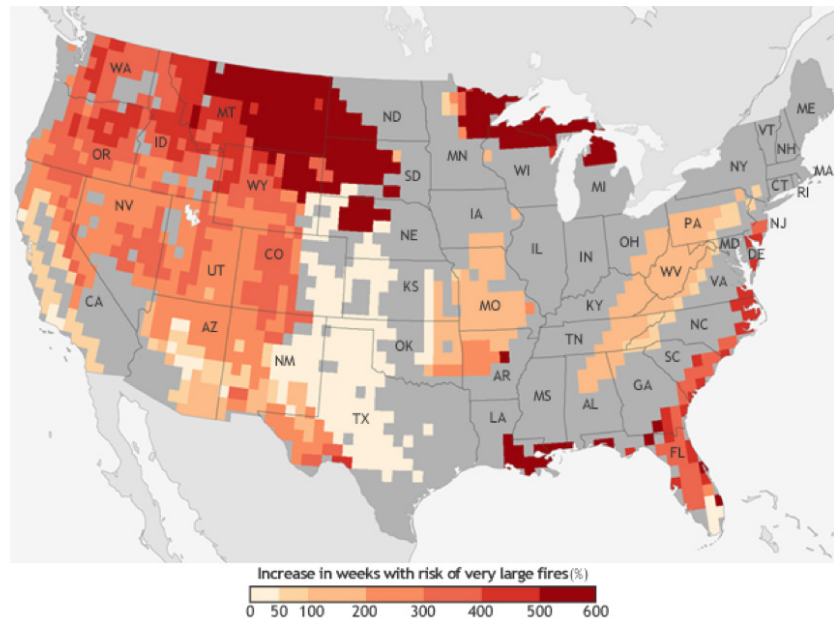 WA
ME
MT
ND
VT
MN
NH
OR
ID
SD
WI
NY
MA
WY
MI
CT
RI
IA
PA
NV
NE
NJ
OH
IL
IN
MD
DE
UT
CO
WV
KS
VA
CA
MO
KY
AZ
NC
OK
TN
NM
AR
SC
MS
AL
GA
TX
LA
FL
Increase in weeks with risk of very large fires(%)
0 50 100 200 300 400 500 600